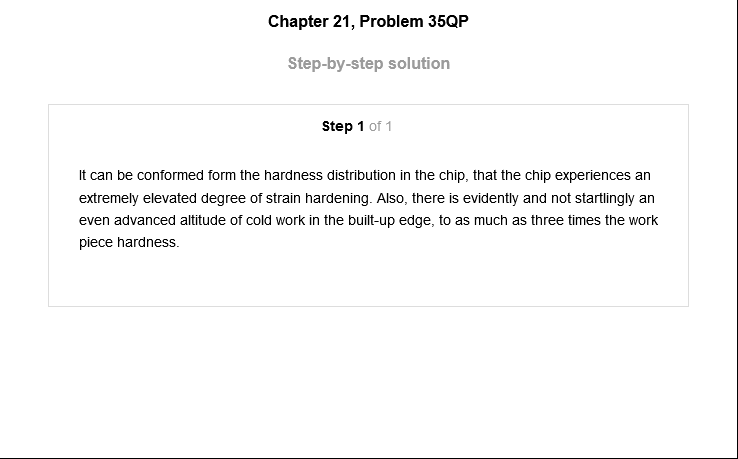 Chapter 21, Problem 35QP
Step-by-step solution
Step 1 of 1
It can be conformed form the hardness distribution in the chip, that the chip experiences an
extremely elevated degree of strain hardening. Also, there is evidently and not startlingly an
even advanced altitude of cold work in the built-up edge, to as much as three times the work
piece hardness.